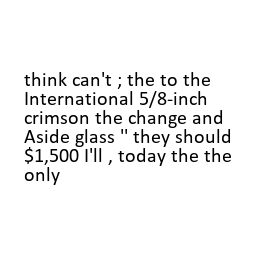 think can't ; the to the
International 5/8-inch
crimson the change and
Aside glass " they should
$1,500 I'll , today the the
only